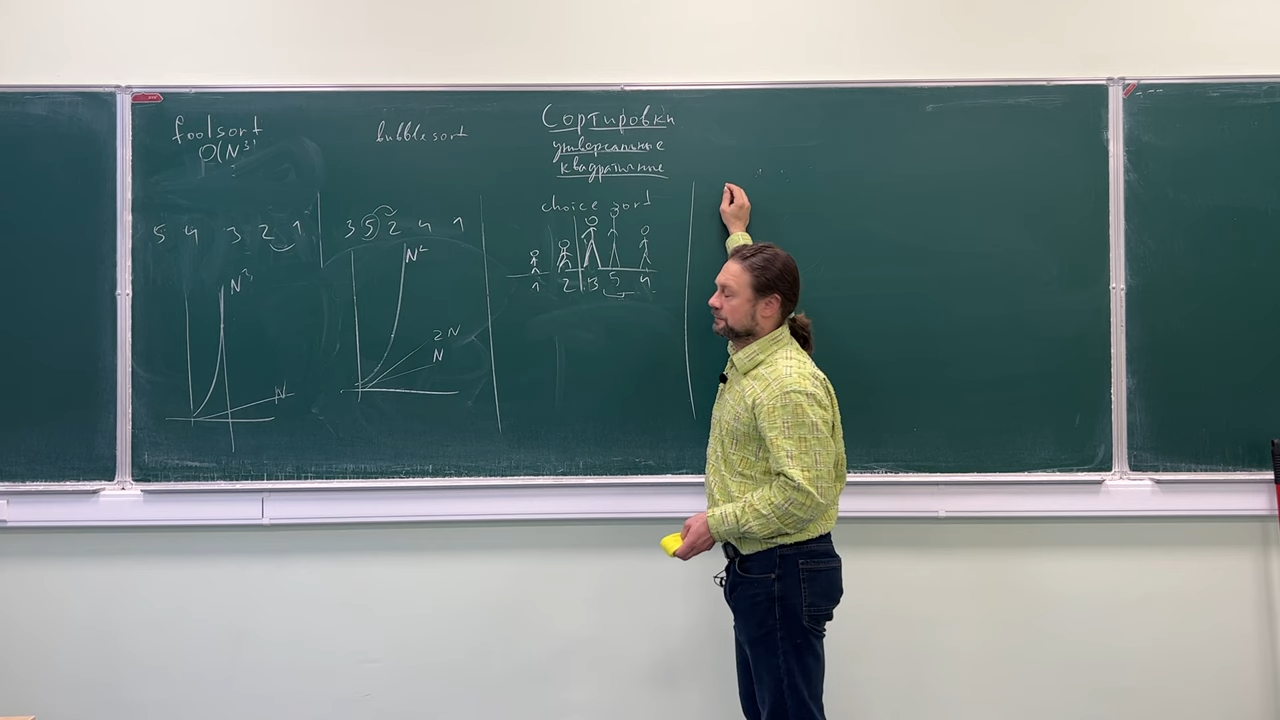 foolsort
O(N³)
5 4 3 2 1
N³
N
bubblesort
3 5 2 4 1
N²
2N
N
Сортировки
универсальные
квадратичные
choice sort
1 2 3 5 4